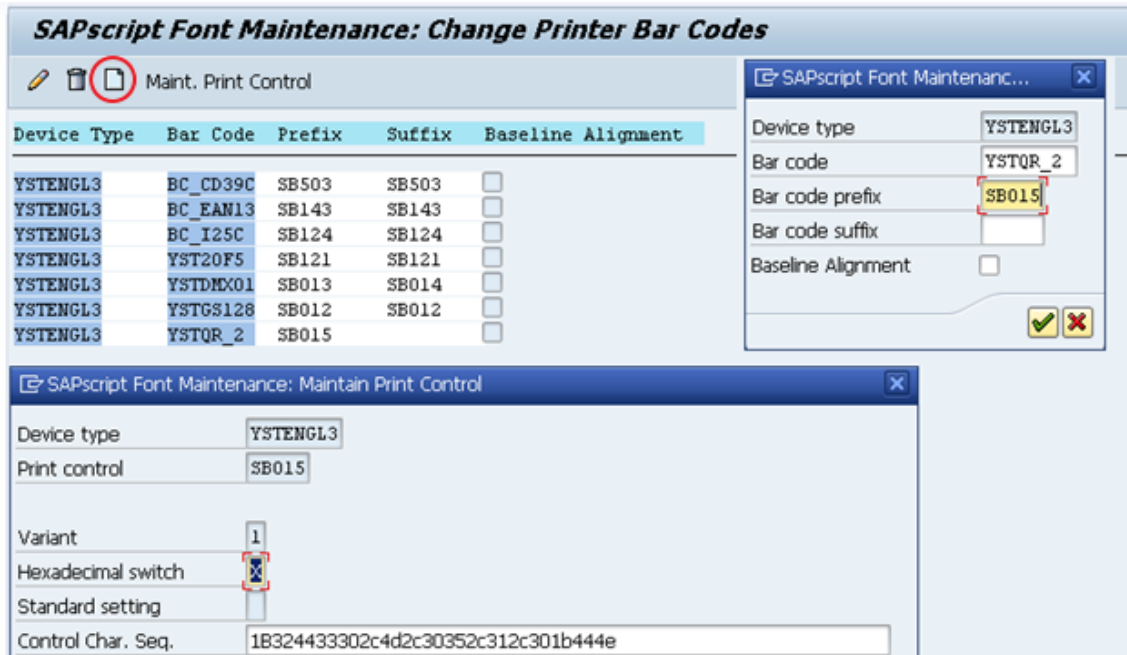 SAPscript Font Maintenance: Change Printer Bar Codes
Maint. Print Control
Device Type Bar Code Prefix Suffix Baseline Alignment
YSTENGL3 BC_CD39C SB503 SB503
YSTENGL3 BC_EAN13 SB143 SB143
YSTENGL3 BC_I25C SB124 SB124
YSTENGL3 YST20F5 SB121 SB121
YSTENGL3 YSTDMX01 SB013 SB014
YSTENGL3 YSTGS128 SB012 SB012
YSTENGL3 YSTQR_2 SB015
SAPscript Font Maintenanc...
Device type YSTENGL3
Bar code YSTQR_2
Bar code prefix SB015
Bar code suffix
Baseline Alignment
SAPscript Font Maintenance: Maintain Print Control
Device type YSTENGL3
Print control SB015
Variant 1
Hexadecimal switch X
Standard setting
Control Char. Seq. 1B324433302c4d2c30352c312c301b444e